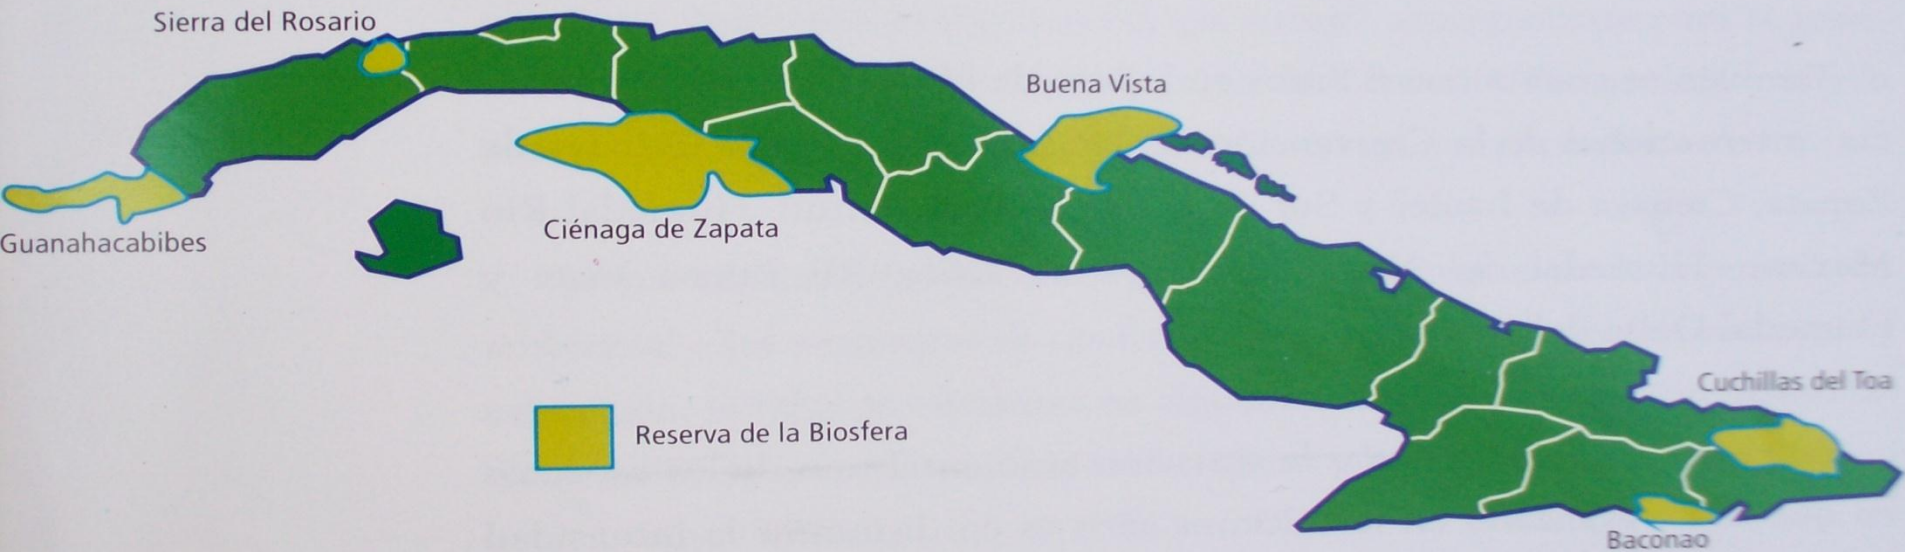 Sierra del Rosario
Buena Vista
Guanahacabibes
Ciénaga de Zapata
Cuchillas del Toa
Reserva de la Biosfera
Baconao